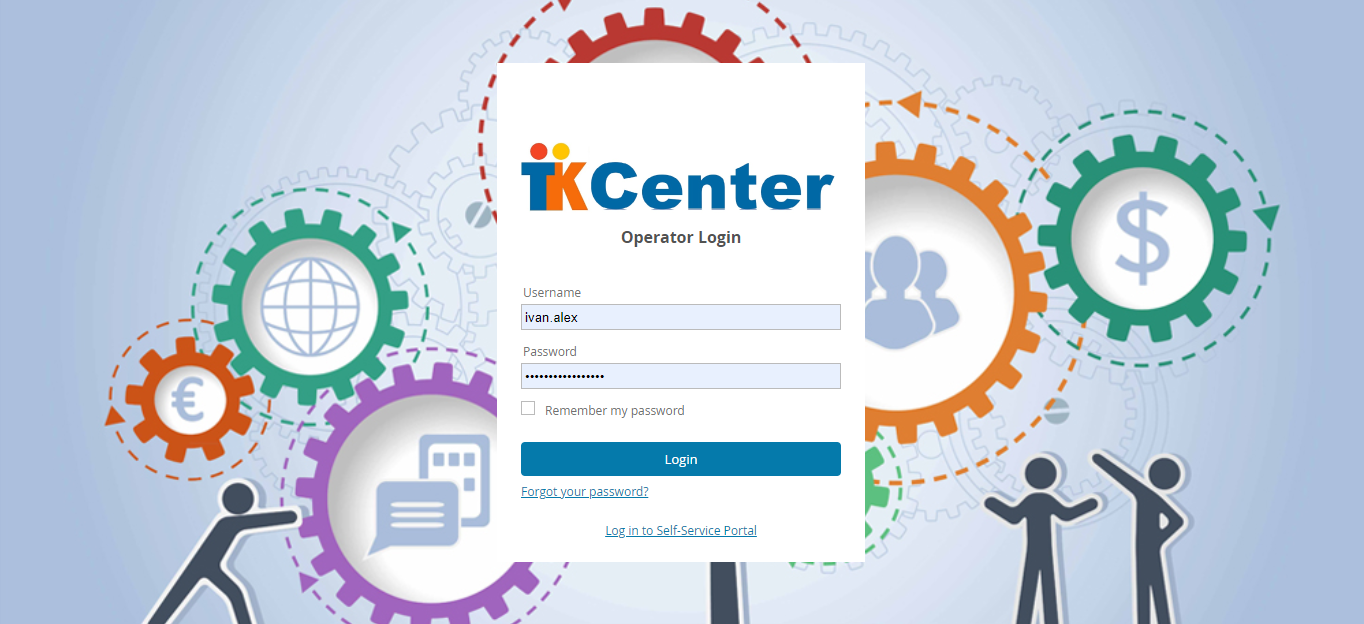 TKCenter
Operator Login
Username
ivan.alex
Password
•••••••••••••••••
Remember my password
Login
Forgot your password?
Log in to Self-Service Portal
$
€